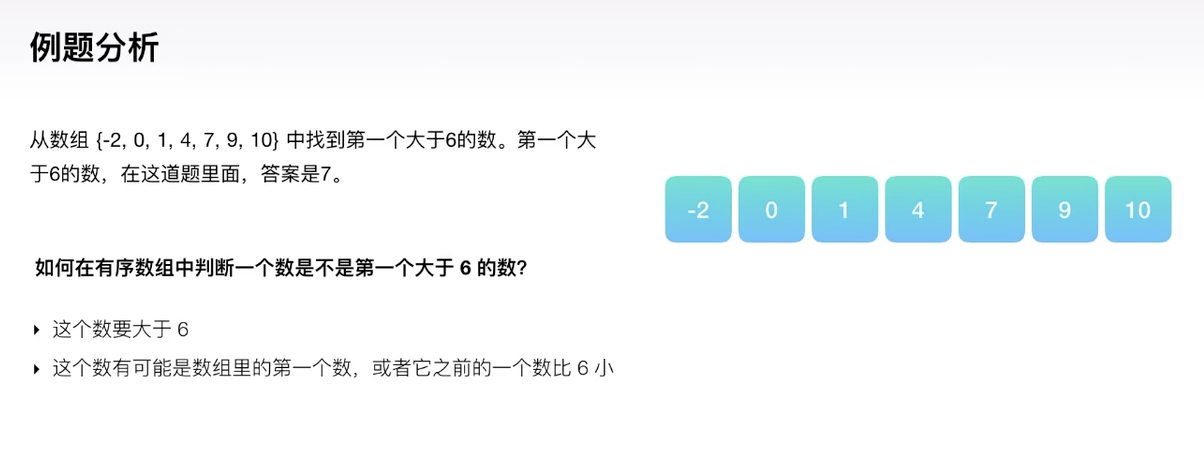 例题分析
从数组 {-2, 0, 1, 4, 7, 9, 10} 中找到第一个大于6的数。第一个大
于6的数，在这道题里面，答案是7。
-2 0 1 4 7 9 10
如何在有序数组中判断一个数是不是第一个大于 6 的数?
这个数要大于 6
这个数有可能是数组里的第一个数，或者它之前的一个数比 6 小